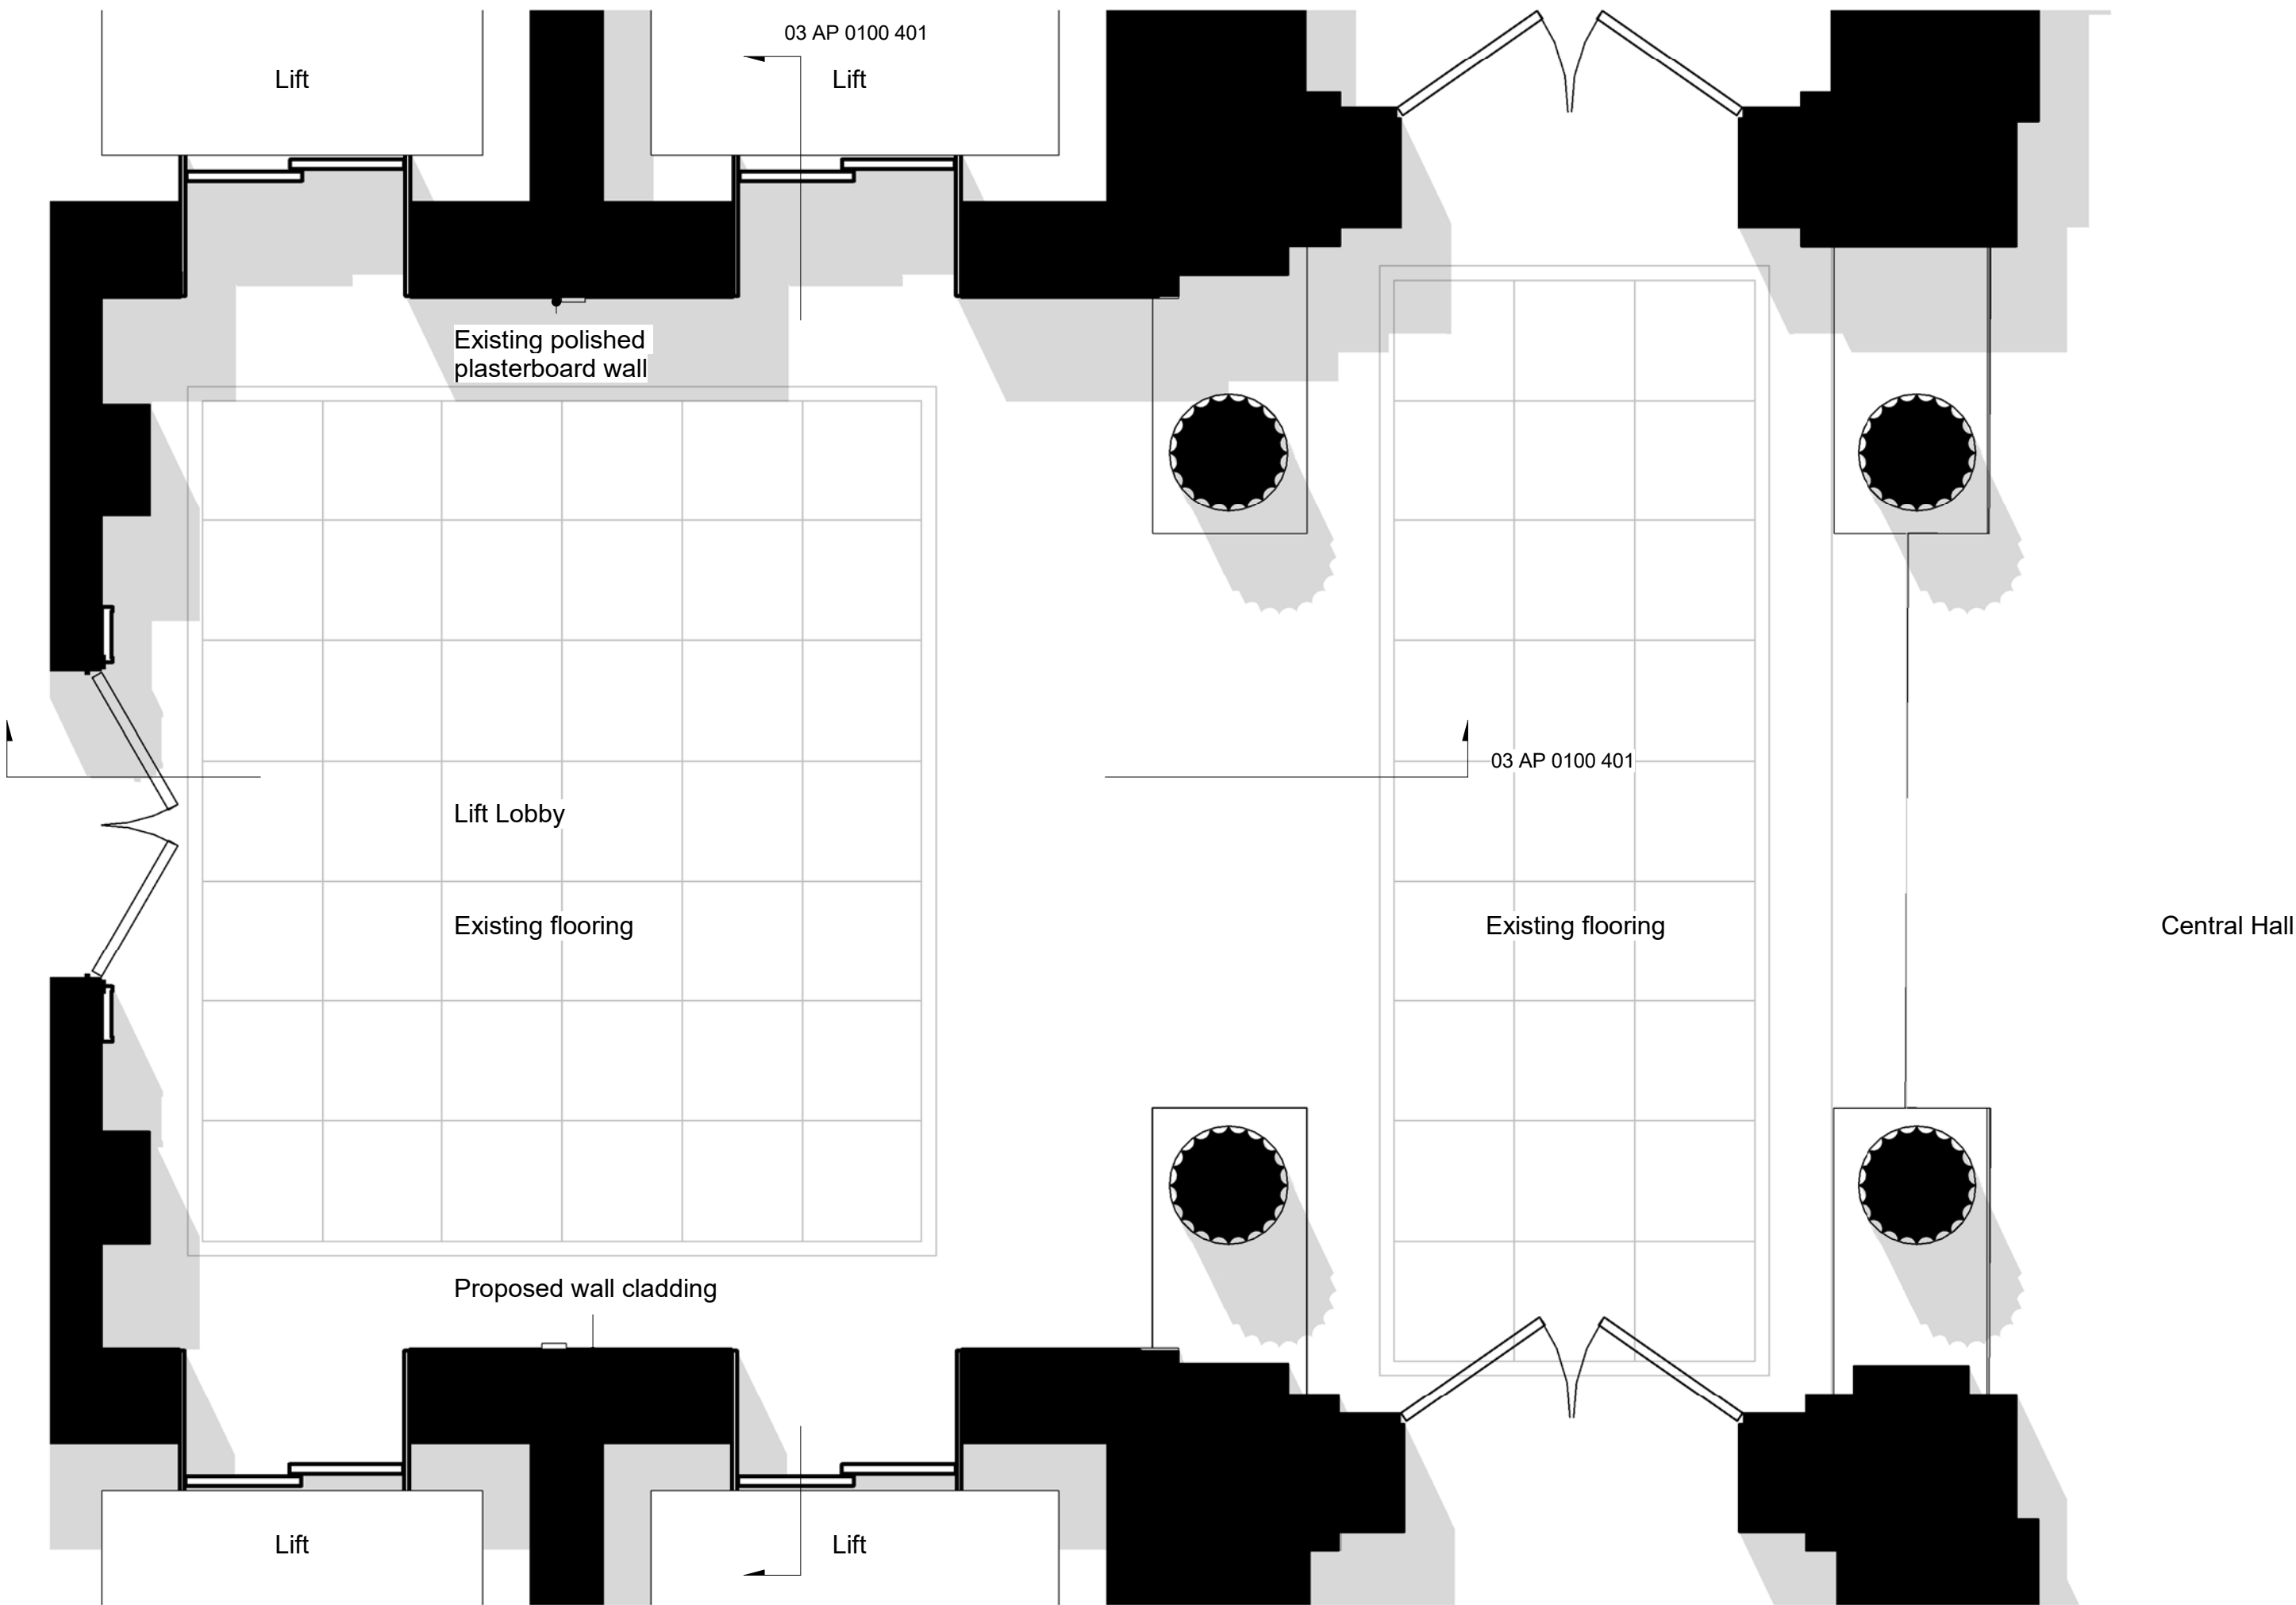 03 AP 0100 401
Lift
Lift
Existing polished
plasterboard wall
03 AP 0100 401
Lift Lobby
Existing flooring
Existing flooring
Central Hall
Proposed wall cladding
Lift
Lift